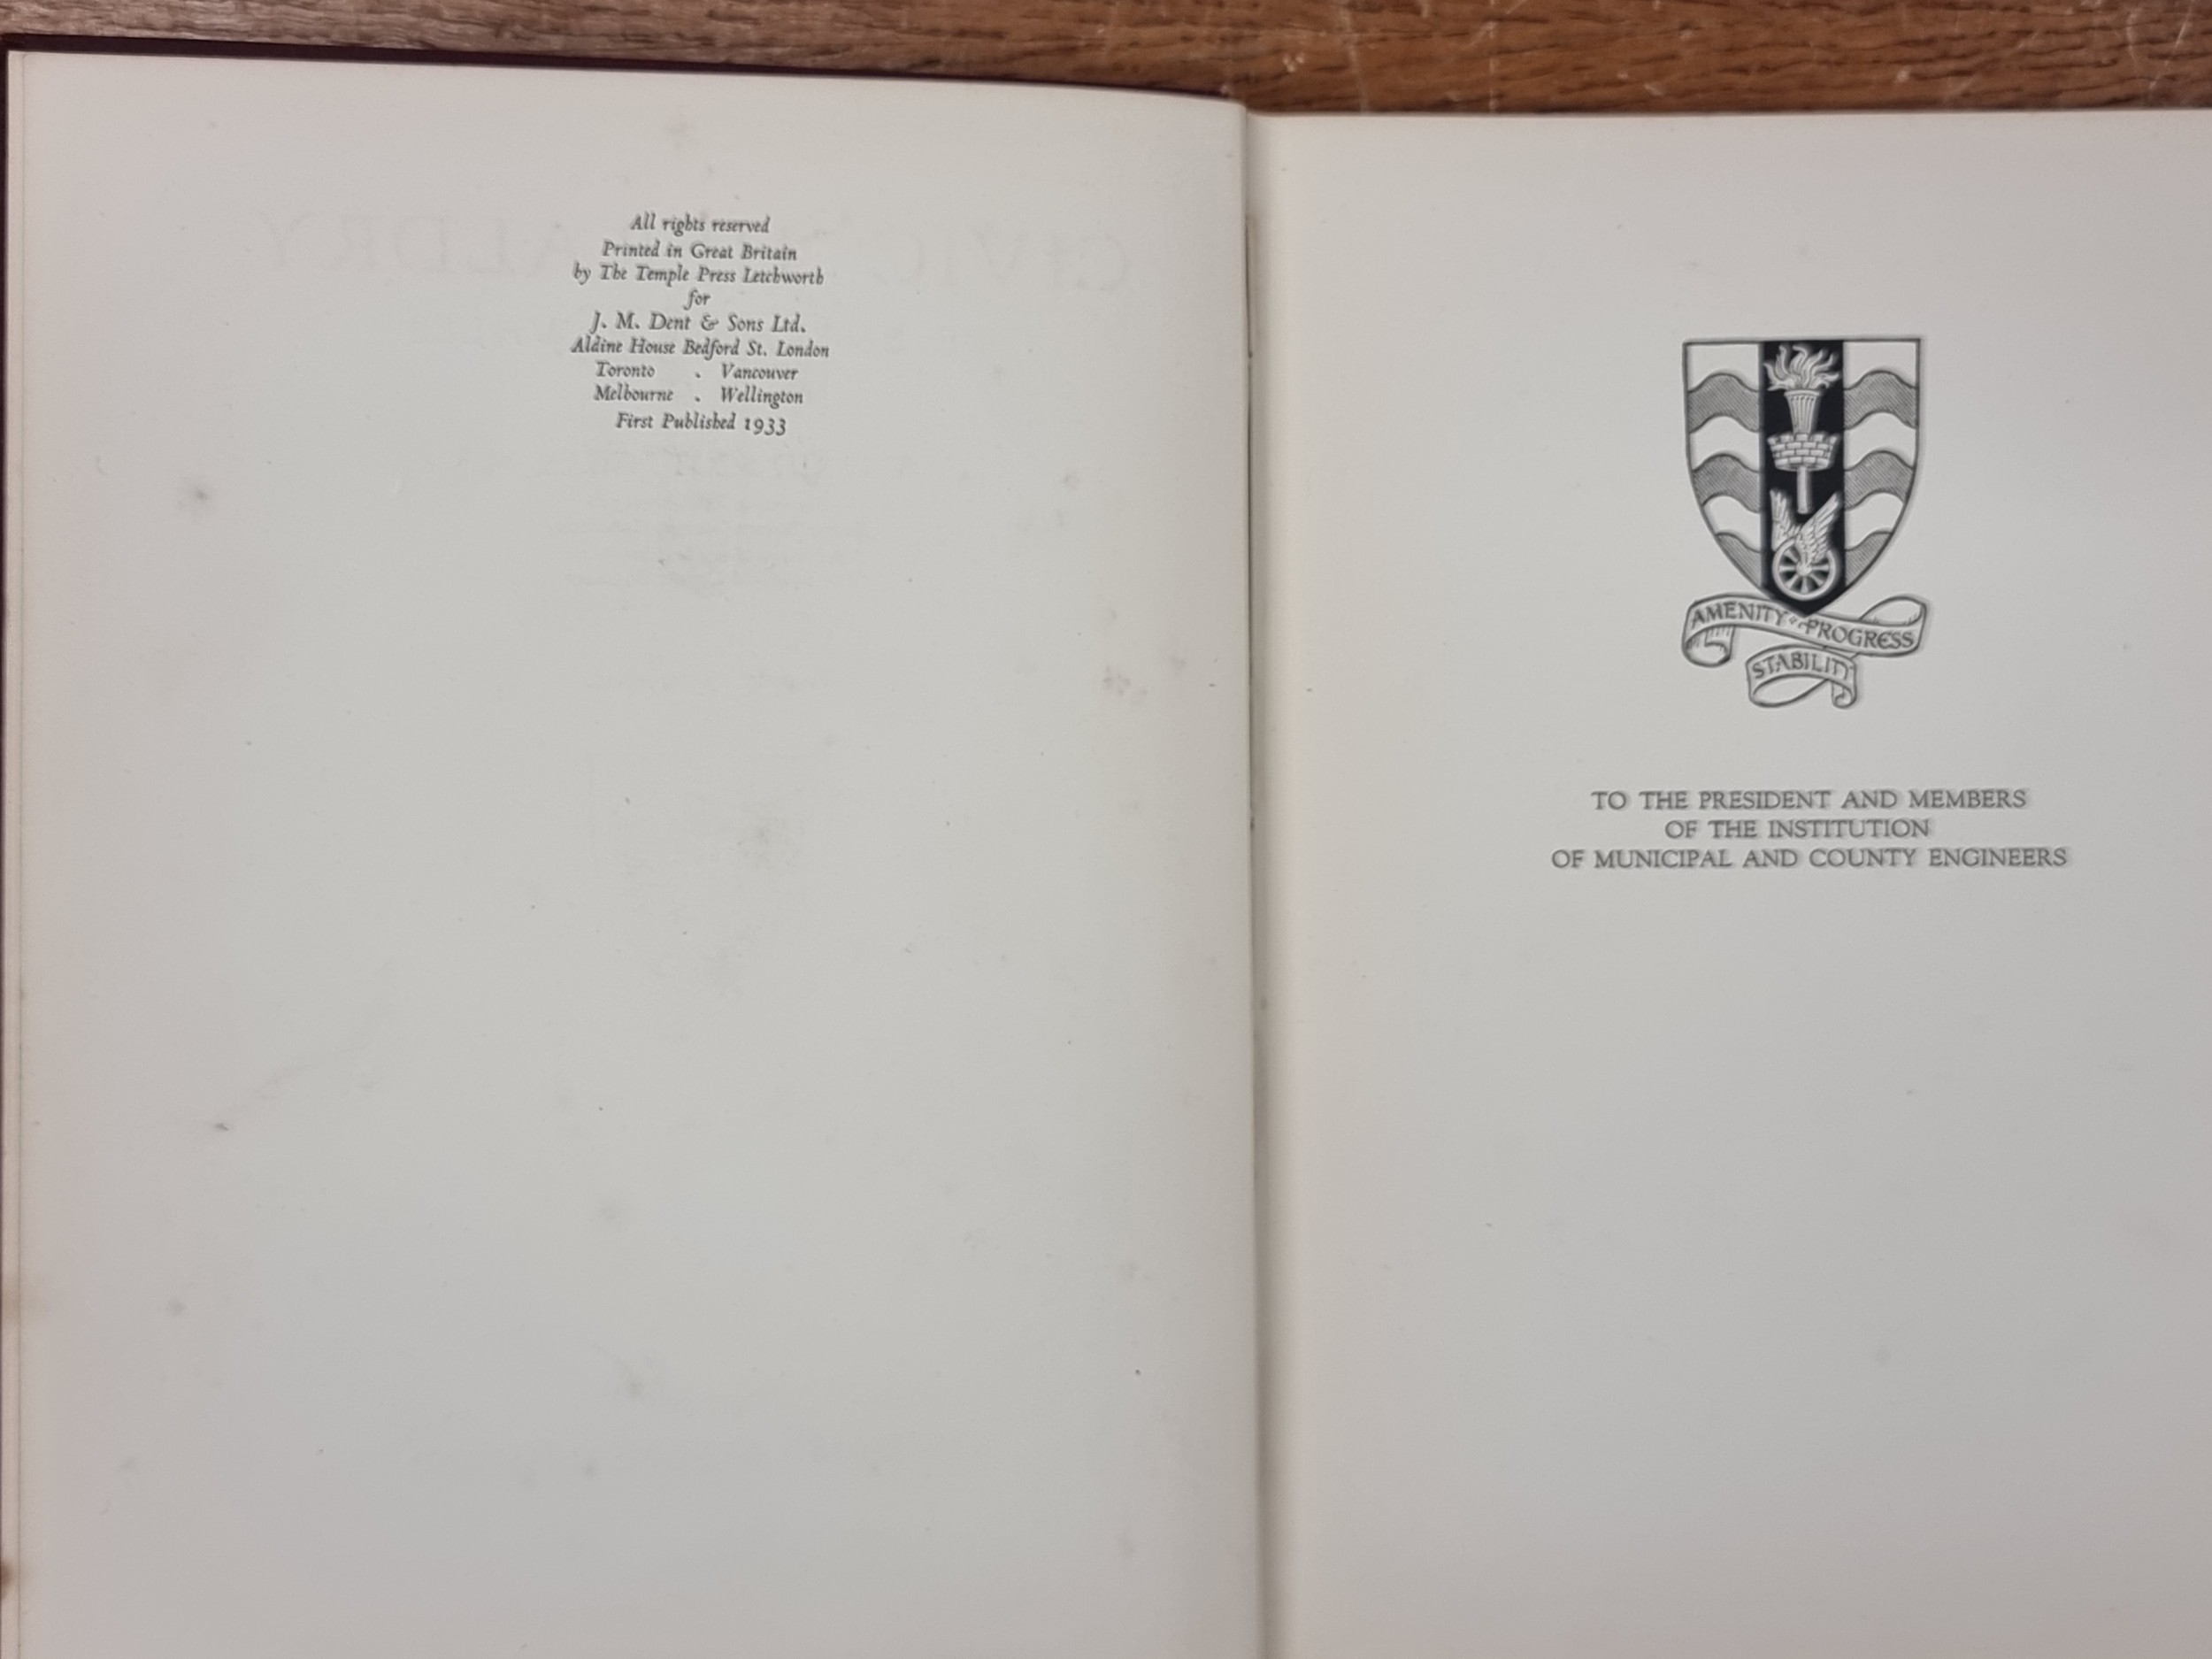 All rights reserved
Printed in Great Britain
by The Temple Press Letchworth
for
J. M. Dent & Sons Ltd.
Aldine House Bedford St. London
Toronto . Vancouver
Melbourne . Wellington
First Published 1933
AMENITY · PROGRESS
STABILITY
TO THE PRESIDENT AND MEMBERS
OF THE INSTITUTION
OF MUNICIPAL AND COUNTY ENGINEERS